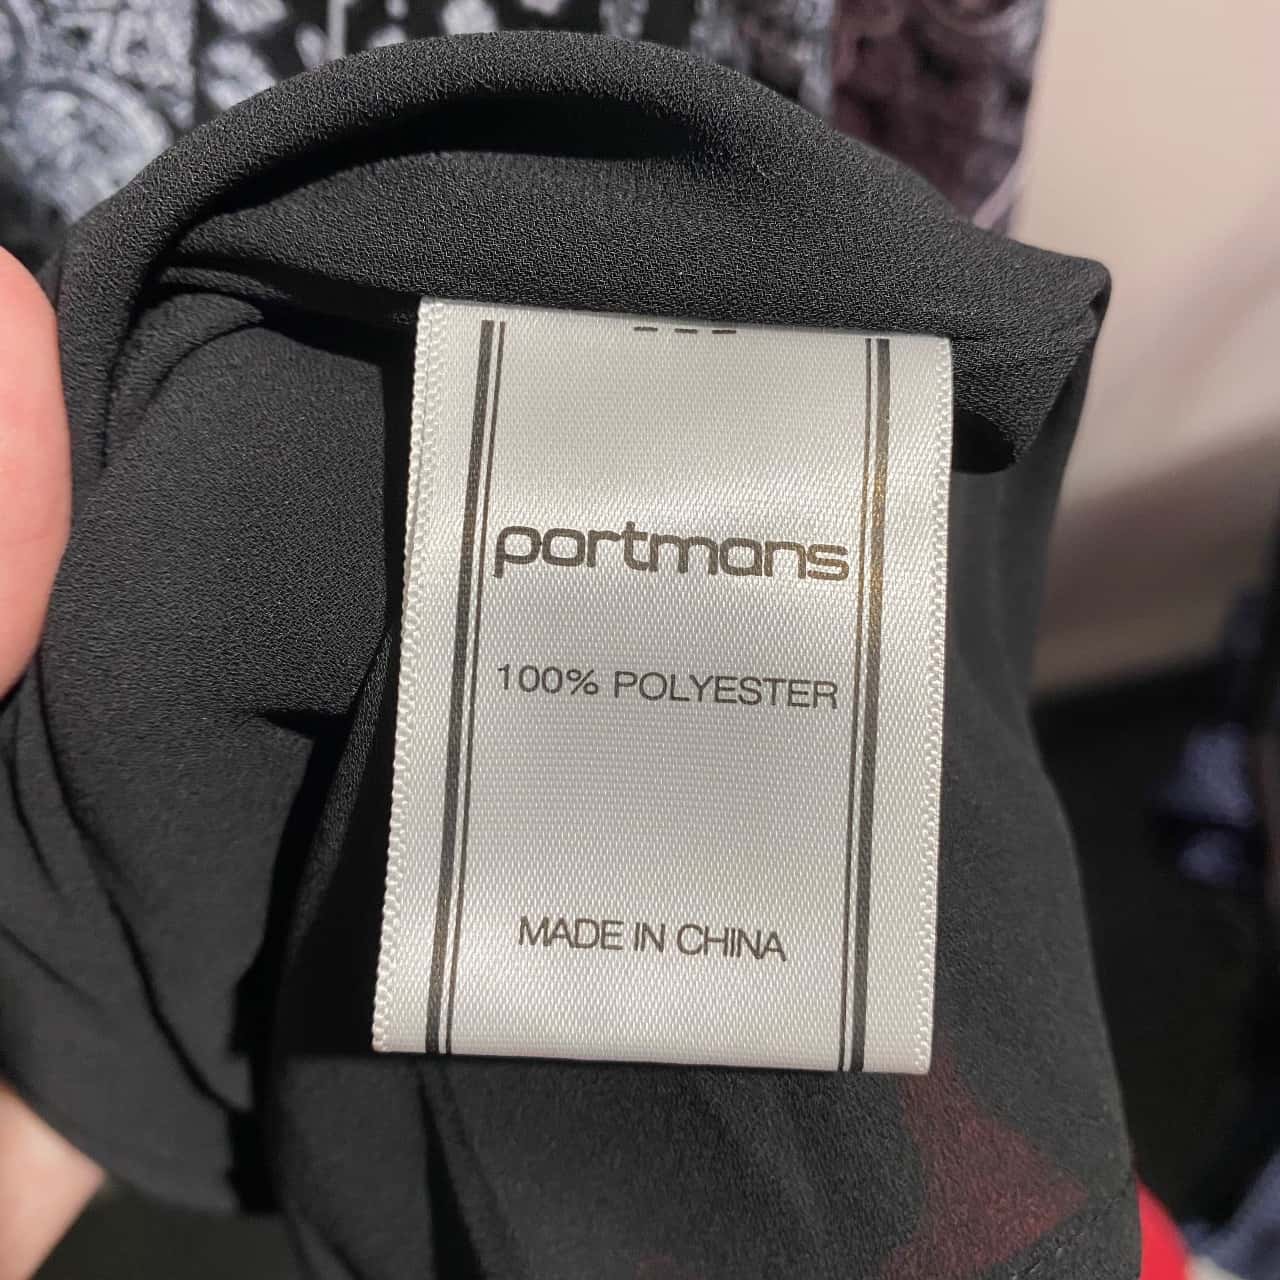 portmans
100% POLYESTER
MADE IN CHINA